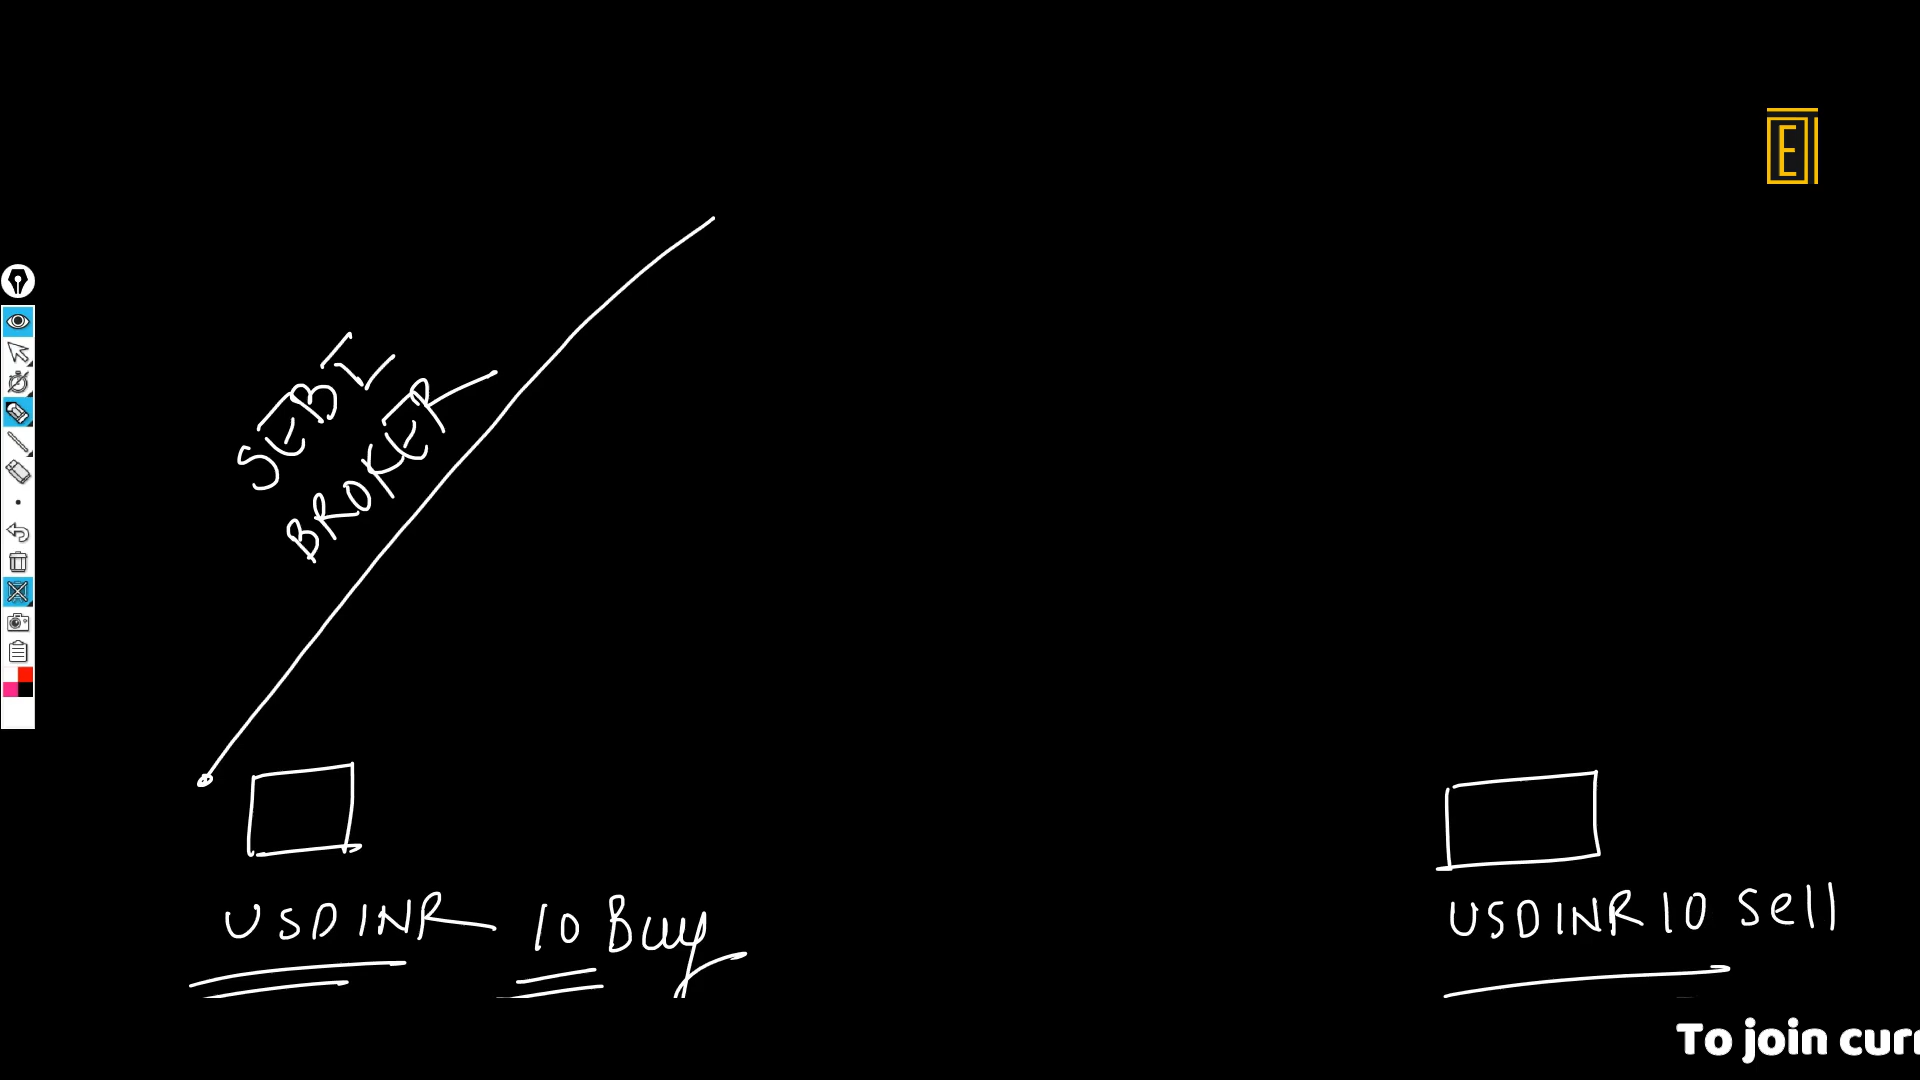 E
SEBI
BROKER
USDINR 10 Buy
USDINR 10 Sell
To join curr